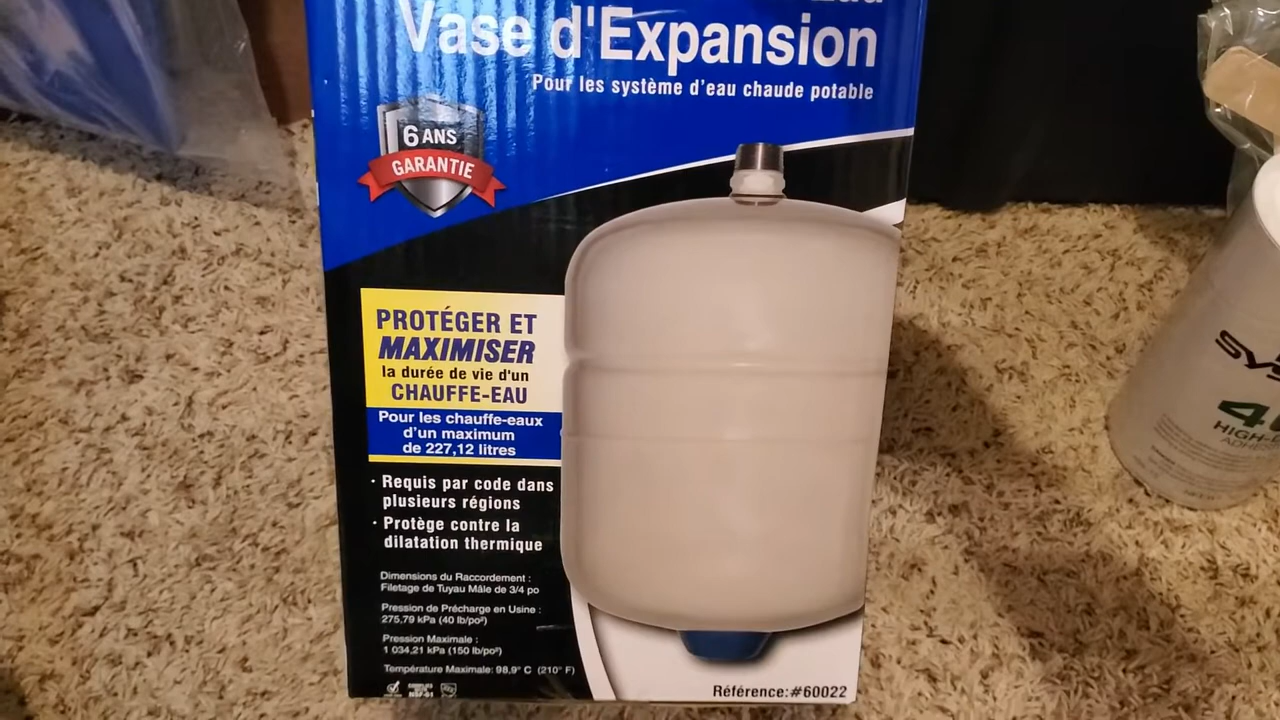 Vase d'Expansion
Pour les système d'eau chaude potable
6 ANS
GARANTIE
PROTÉGER ET
MAXIMISER
la durée de vie d'un
CHAUFFE-EAU
Pour les chauffe-eaux
d'un maximum
de 227,12 litres
· Requis par code dans
plusieurs régions
· Protège contre la
dilatation thermique
Dimensions du Raccordement :
Filetage de Tuyau Mâle de 3/4 po
Pression de Précharge en Usine :
275,79 kPa (40 lb/po²)
Pression Maximale :
1 034,21 kPa (150 lb/po²)
Température Maximale: 98,9° C (210° F)
COMPLIES
WITH
NSF-61
Référence:#60022